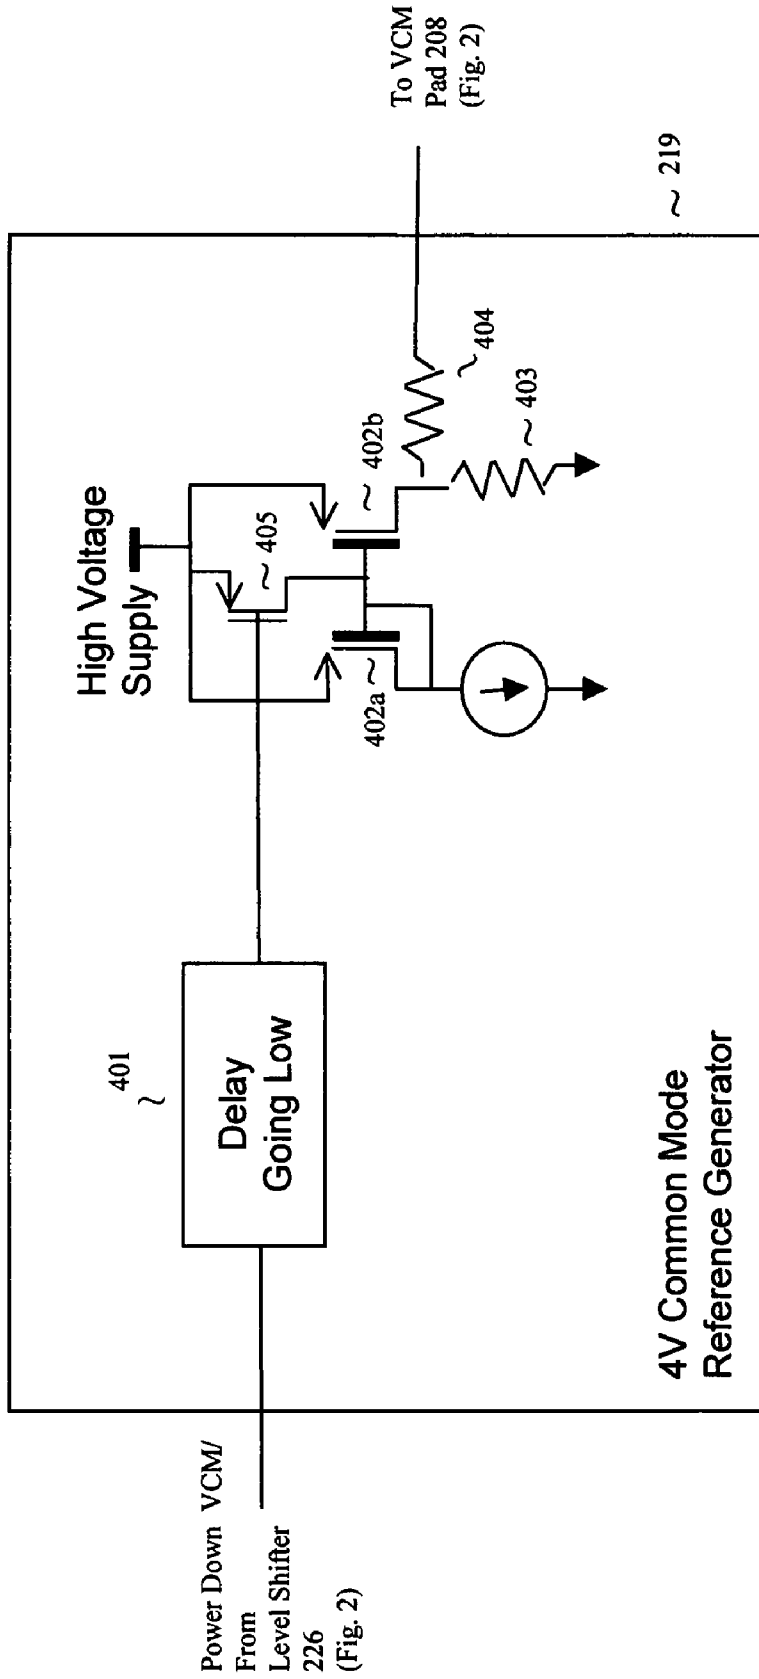 Power Down VCM/
From
Level Shifter
226
(Fig. 2)
401
Delay
Going Low
High Voltage
Supply
405
402a
402b
404
403
To VCM
Pad 208
(Fig. 2)
219
4V Common Mode
Reference Generator